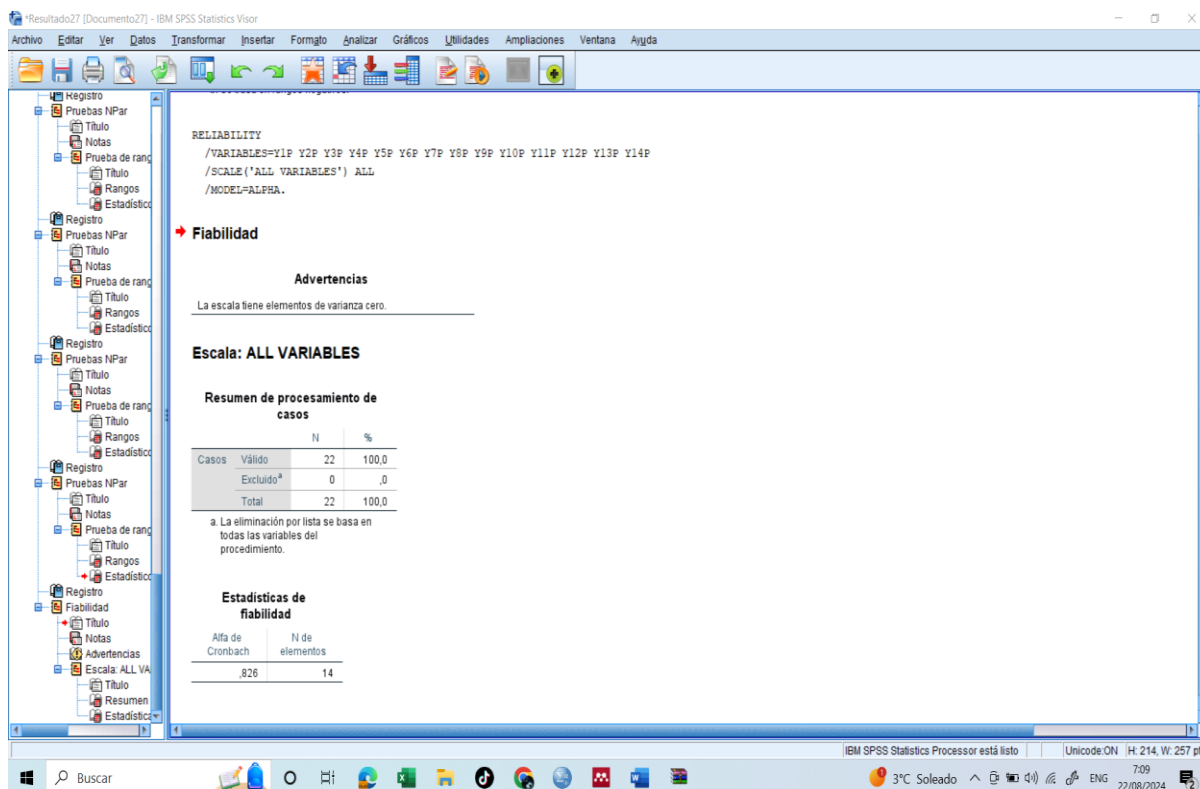 *Resultado27 [Documento27] - IBM SPSS Statistics Visor
Archivo Editar Ver Datos Transformar Insertar Formato Analizar Gráficos Utilidades Ampliaciones Ventana Ayuda
Registro
Pruebas NPar
Título
Notas
Prueba de rang
Título
Rangos
Estadístico
Registro
Pruebas NPar
Título
Notas
Prueba de rang
Título
Rangos
Estadístico
Registro
Pruebas NPar
Título
Notas
Prueba de rang
Título
Rangos
Estadístico
Registro
Pruebas NPar
Título
Notas
Prueba de rang
Título
Rangos
Estadístico
Registro
Fiabilidad
Título
Notas
Advertencias
Escala: ALL VA
Título
Resumen
Estadística
RELIABILITY
/VARIABLES=Y1P Y2P Y3P Y4P Y5P Y6P Y7P Y8P Y9P Y10P Y11P Y12P Y13P Y14P
/SCALE('ALL VARIABLES') ALL
/MODEL=ALPHA.
Fiabilidad
Advertencias
La escala tiene elementos de varianza cero.
Escala: ALL VARIABLES
Resumen de procesamiento de
casos
N %
Casos Válido 22 100,0
Excluido^a 0 ,0
Total 22 100,0
a. La eliminación por lista se basa en
todas las variables del
procedimiento.
Estadísticas de
fiabilidad
Alfa de N de
Cronbach elementos
,826 14
IBM SPSS Statistics Processor está listo Unicode:ON H: 214, W: 257 pt
Buscar 3°C Soleado ENG 7:09
22/08/2024